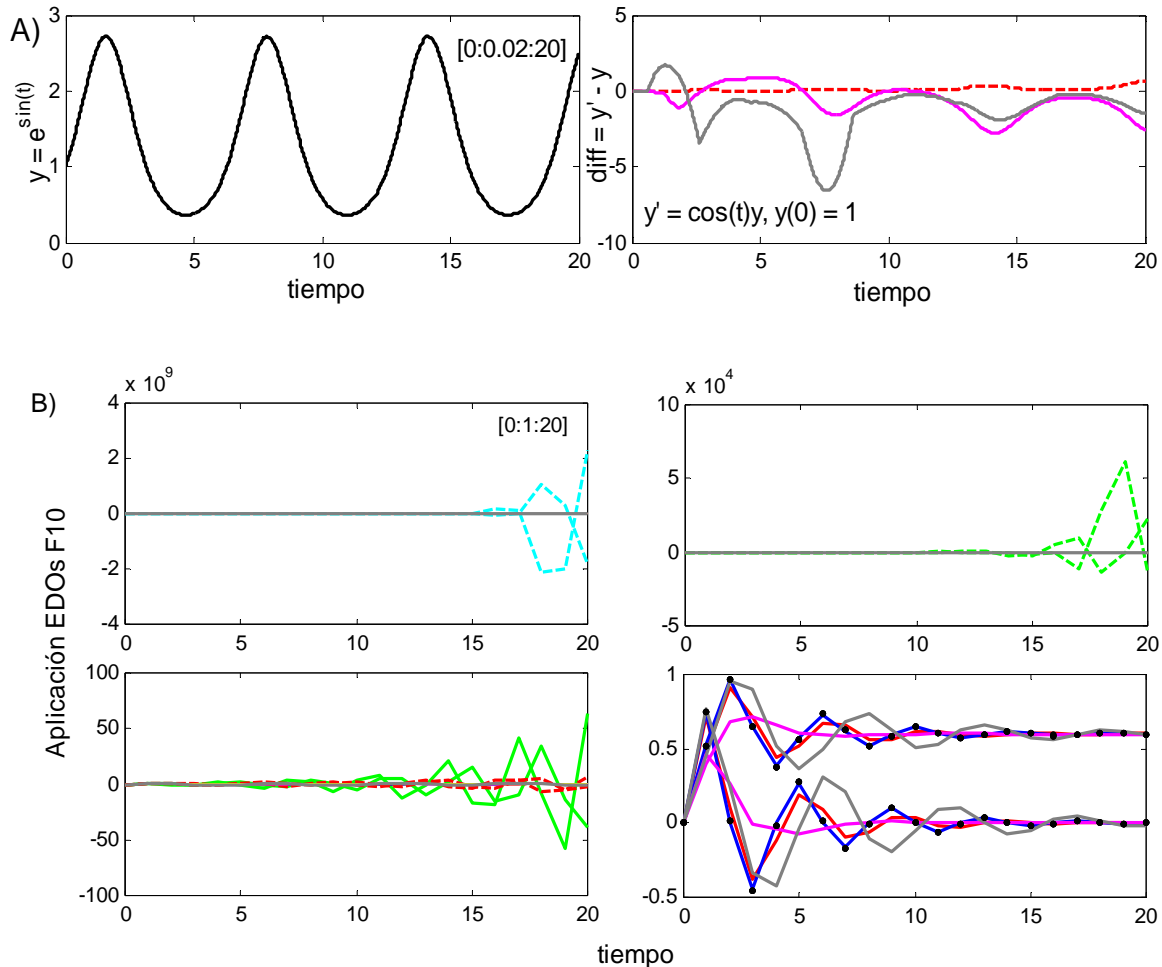 A)
y = e^sin(t)
3
2
1
0
[0:0.02:20]
0 5 10 15 20
tiempo
diff = y' - y
5
0
-5
-10
y' = cos(t)y, y(0) = 1
0 5 10 15 20
tiempo
B)
Aplicación EDOs F10
x 10^9
4
2
0
-2
-4
[0:1:20]
0 5 10 15 20
x 10^4
10
5
0
-5
0 5 10 15 20
100
50
0
-50
-100
0 5 10 15 20
1
0.5
0
-0.5
0 5 10 15 20
tiempo